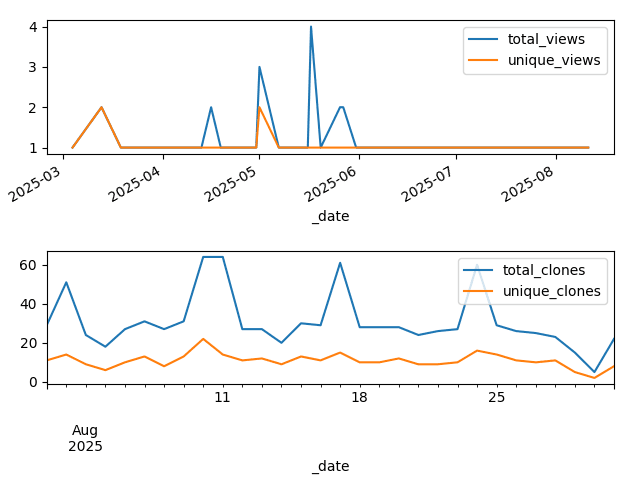 4
3
2
1
total_views
unique_views
2025-03
2025-04
2025-05
2025-06
2025-07
2025-08
_date
60
40
20
0
total_clones
unique_clones
11
18
25
Aug
2025
_date